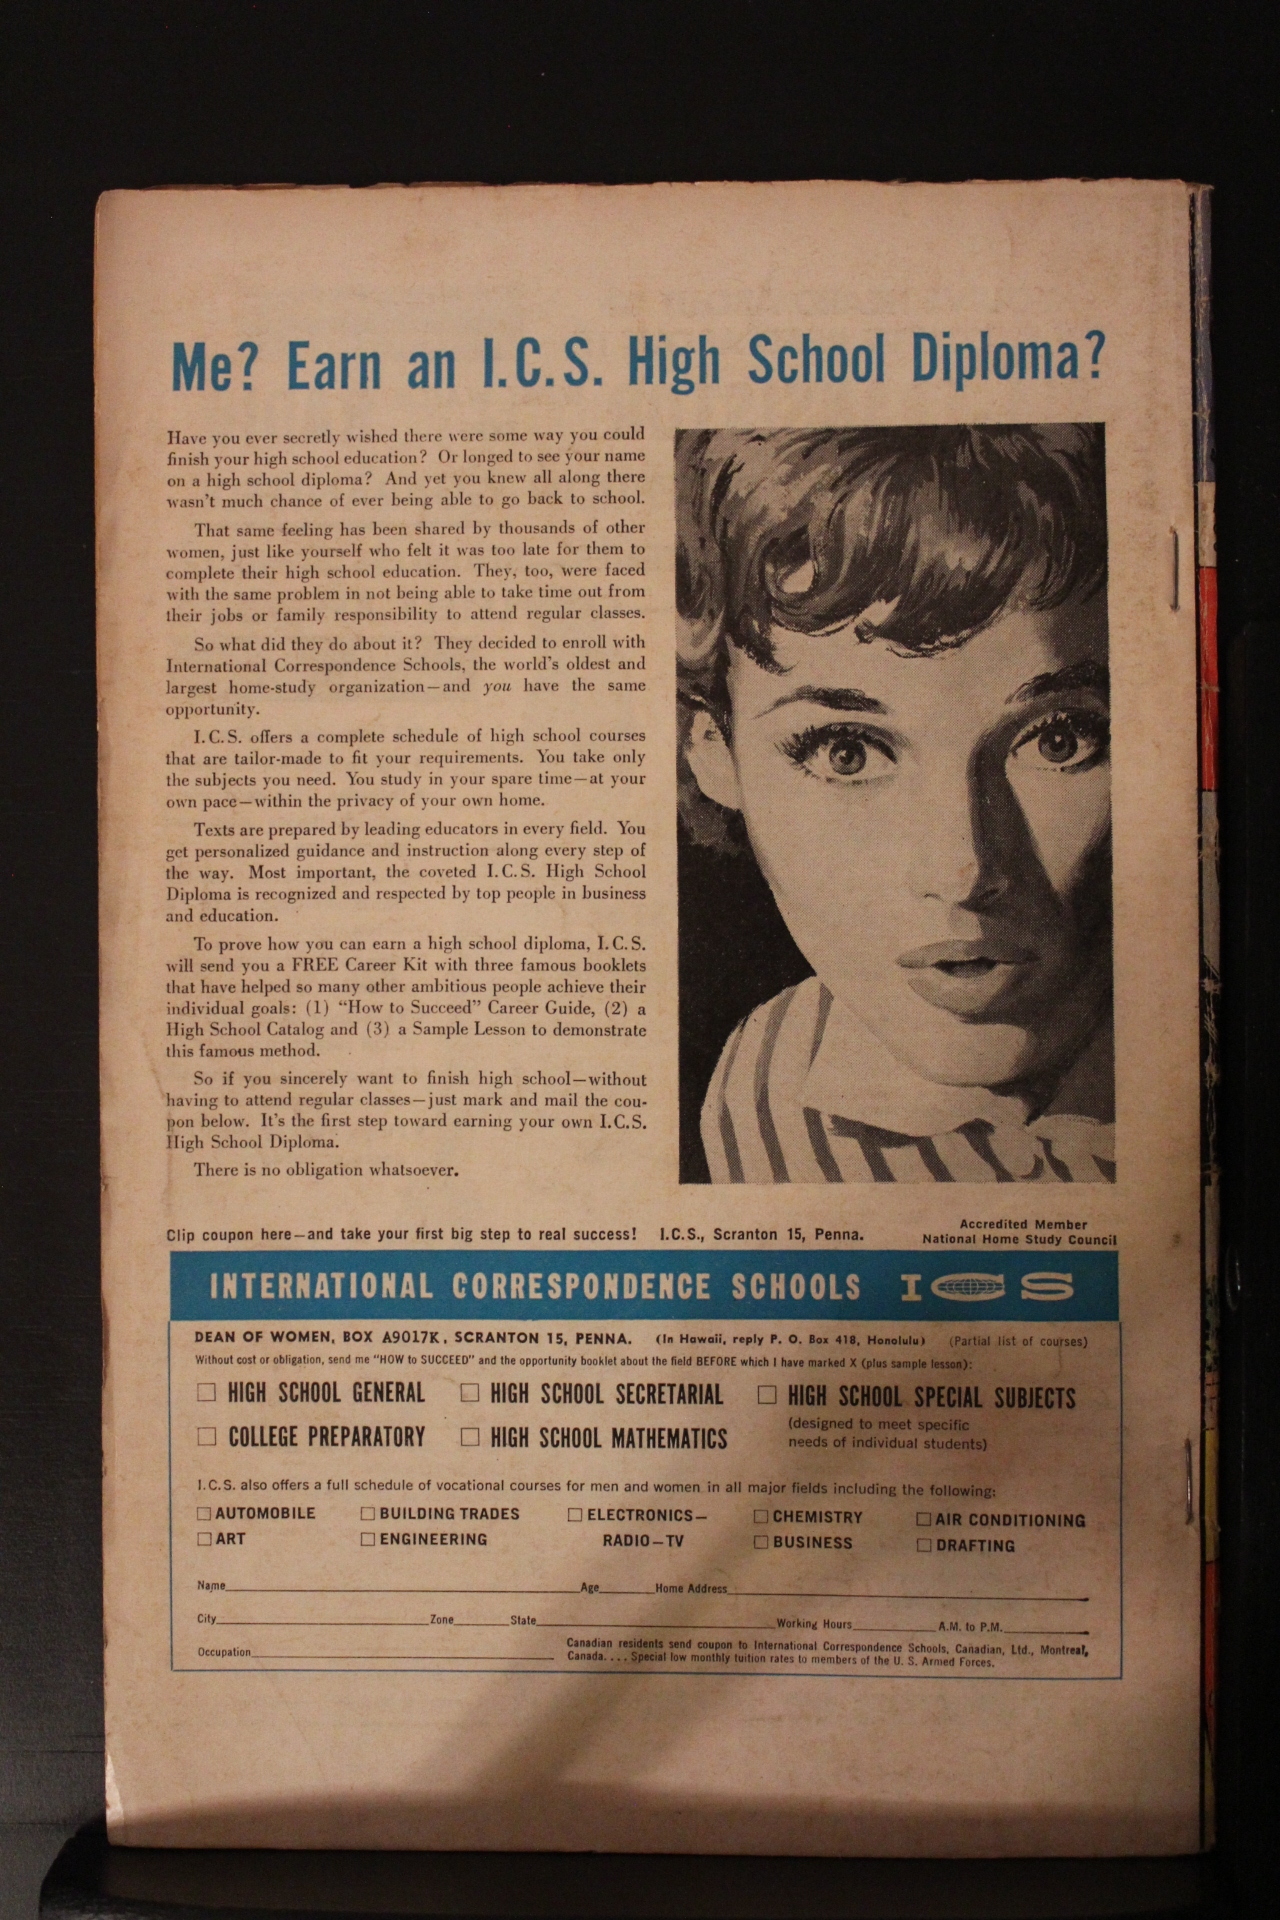 Me? Earn an I.C.S. High School Diploma?
Have you ever secretly wished there were some way you could
finish your high school education? Or longed to see your name
on a high school diploma? And yet you knew all along there
wasn't much chance of ever being able to go back to school.
That same feeling has been shared by thousands of other
women, just like yourself who felt it was too late for them to
complete their high school education. They, too, were faced
with the same problem in not being able to take time out from
their jobs or family responsibility to attend regular classes.
So what did they do about it? They decided to enroll with
International Correspondence Schools, the world's oldest and
largest home-study organization—and you have the same
opportunity.
I.C.S. offers a complete schedule of high school courses
that are tailor-made to fit your requirements. You take only
the subjects you need. You study in your spare time—at your
own pace—within the privacy of your own home.
Texts are prepared by leading educators in every field. You
get personalized guidance and instruction along every step of
the way. Most important, the coveted I.C.S. High School
Diploma is recognized and respected by top people in business
and education.
To prove how you can earn a high school diploma, I.C.S.
will send you a FREE Career Kit with three famous booklets
that have helped so many other ambitious people achieve their
individual goals: (1) “How to Succeed” Career Guide, (2) a
High School Catalog and (3) a Sample Lesson to demonstrate
this famous method.
So if you sincerely want to finish high school—without
having to attend regular classes—just mark and mail the cou-
pon below. It's the first step toward earning your own I.C.S.
High School Diploma.
There is no obligation whatsoever.
Clip coupon here—and take your first big step to real success! I.C.S., Scranton 15, Penna.
Accredited Member
National Home Study Council
INTERNATIONAL CORRESPONDENCE SCHOOLS ICS
DEAN OF WOMEN, BOX A9017K, SCRANTON 15, PENNA. (In Hawaii, reply P. O. Box 418, Honolulu) (Partial list of courses)
Without cost or obligation, send me "HOW to SUCCEED" and the opportunity booklet about the field BEFORE which I have marked X (plus sample lesson):
☐ HIGH SCHOOL GENERAL ☐ HIGH SCHOOL SECRETARIAL ☐ HIGH SCHOOL SPECIAL SUBJECTS
(designed to meet specific
☐ COLLEGE PREPARATORY ☐ HIGH SCHOOL MATHEMATICS needs of individual students)
I.C.S. also offers a full schedule of vocational courses for men and women in all major fields including the following:
☐ AUTOMOBILE ☐ BUILDING TRADES ☐ ELECTRONICS— ☐ CHEMISTRY ☐ AIR CONDITIONING
☐ ART ☐ ENGINEERING RADIO—TV ☐ BUSINESS ☐ DRAFTING
Name Age Home Address
City Zone State Working Hours A.M. to P.M.
Occupation
Canadian residents send coupon to International Correspondence Schools, Canadian, Ltd., Montreal,
Canada. . . . Special low monthly tuition rates to members of the U. S. Armed Forces.